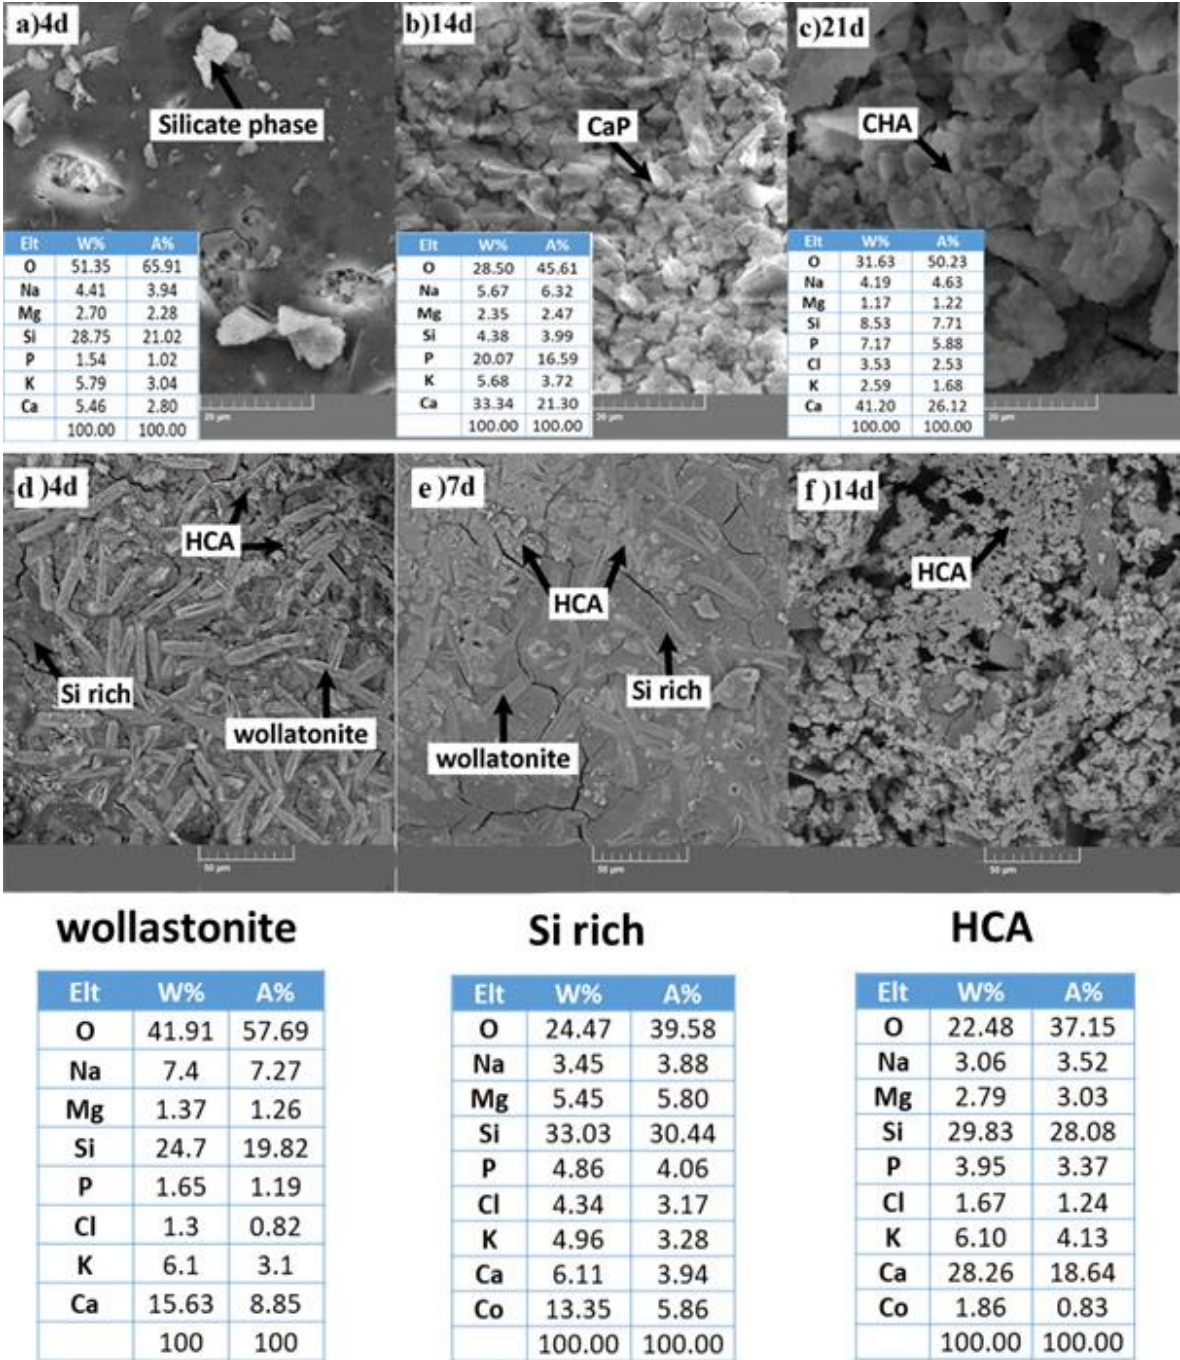 a)4d
Silicate phase
Elt W% A%
O 51.35 65.91
Na 4.41 3.94
Mg 2.70 2.28
Si 28.75 21.02
P 1.54 1.02
K 5.79 3.04
Ca 5.46 2.80
100.00 100.00
20 µm
b)14d
CaP
Elt W% A%
O 28.50 45.61
Na 5.67 6.32
Mg 2.35 2.47
Si 4.38 3.99
P 20.07 16.59
K 5.68 3.72
Ca 33.34 21.30
100.00 100.00
20 µm
c)21d
CHA
Elt W% A%
O 31.63 50.23
Na 4.19 4.63
Mg 1.17 1.22
Si 8.53 7.71
P 7.17 5.88
Cl 3.53 2.53
K 2.59 1.68
Ca 41.20 26.12
100.00 100.00
20 µm
d )4d
HCA
Si rich
wollatonite
50 µm
e )7d
HCA
Si rich
wollatonite
50 µm
f )14d
HCA
50 µm
wollastonite
Elt W% A%
O 41.91 57.69
Na 7.4 7.27
Mg 1.37 1.26
Si 24.7 19.82
P 1.65 1.19
Cl 1.3 0.82
K 6.1 3.1
Ca 15.63 8.85
100 100
Si rich
Elt W% A%
O 24.47 39.58
Na 3.45 3.88
Mg 5.45 5.80
Si 33.03 30.44
P 4.86 4.06
Cl 4.34 3.17
K 4.96 3.28
Ca 6.11 3.94
Co 13.35 5.86
100.00 100.00
HCA
Elt W% A%
O 22.48 37.15
Na 3.06 3.52
Mg 2.79 3.03
Si 29.83 28.08
P 3.95 3.37
Cl 1.67 1.24
K 6.10 4.13
Ca 28.26 18.64
Co 1.86 0.83
100.00 100.00